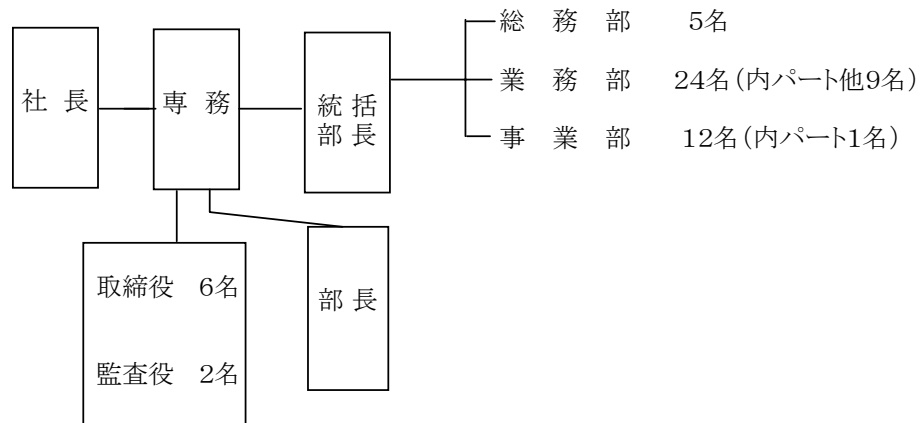 総 務 部 5名
業 務 部 24名(内パート他9名)
事 業 部 12名(内パート1名)
社 長
専 務
統 括
部 長
取締役 6名
監査役 2名
部 長